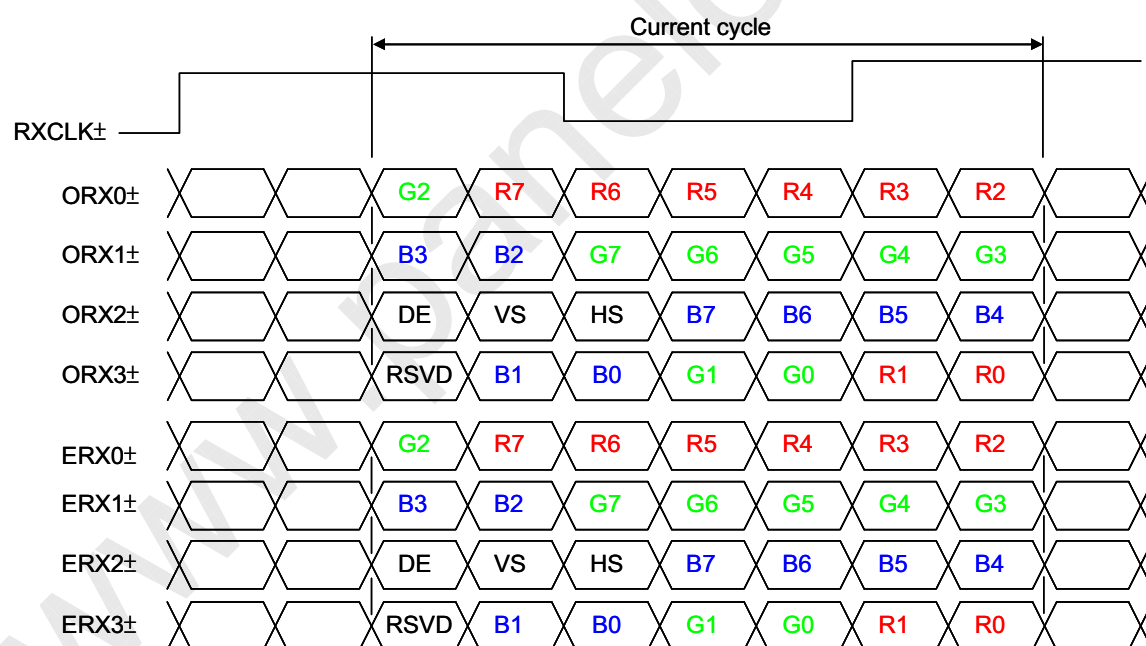 Current cycle
RXCLK±
ORX0± G2 R7 R6 R5 R4 R3 R2
ORX1± B3 B2 G7 G6 G5 G4 G3
ORX2± DE VS HS B7 B6 B5 B4
ORX3± RSVD B1 B0 G1 G0 R1 R0
ERX0± G2 R7 R6 R5 R4 R3 R2
ERX1± B3 B2 G7 G6 G5 G4 G3
ERX2± DE VS HS B7 B6 B5 B4
ERX3± RSVD B1 B0 G1 G0 R1 R0
www.panelo